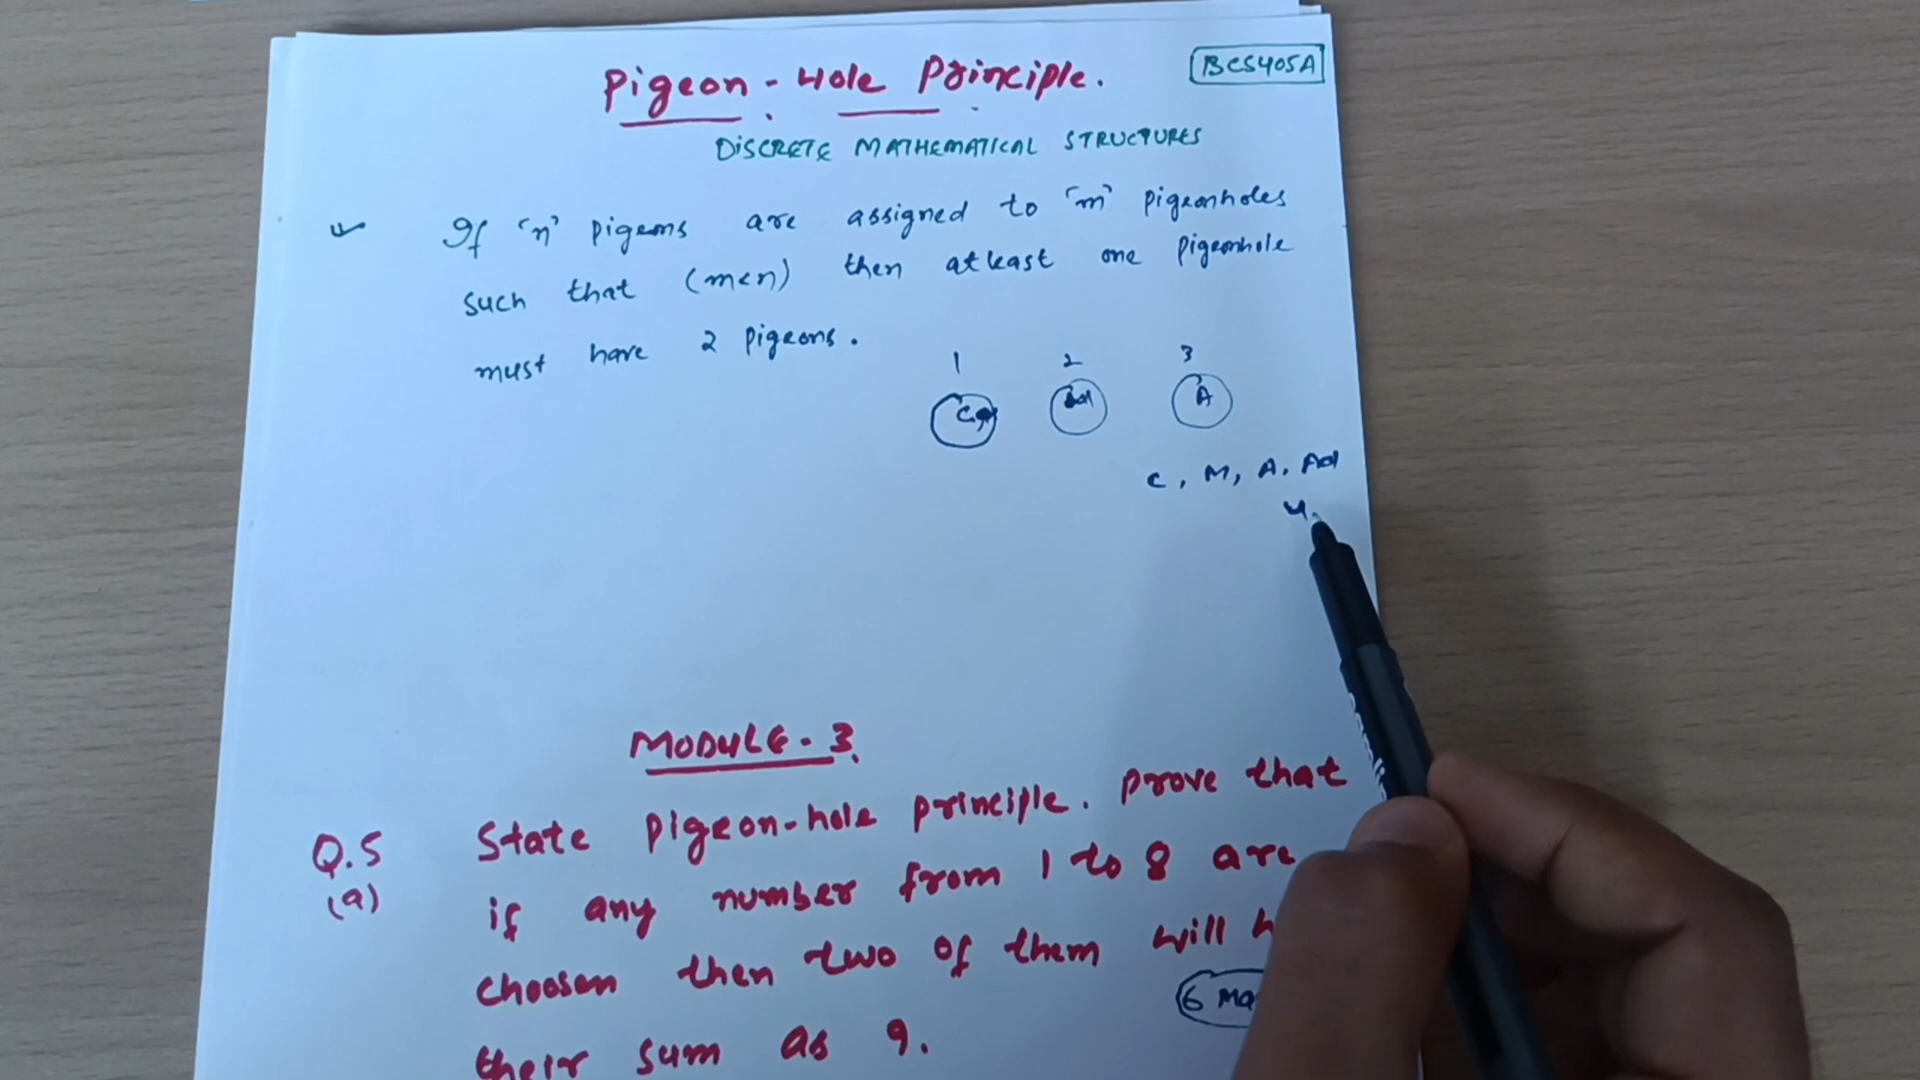 Pigeon-Hole Principle.
BCS405A
DISCRETE MATHEMATICAL STRUCTURES
If 'n' pigeons are assigned to 'm' pigeonholes
such that (m<n) then atleast one pigeonhole
must have 2 pigeons.
1 2 3
A
C, M, A, Ad
4.
MODULE-3
Q.5 State pigeon-hole principle. Prove that
(a) if any number from 1 to 8 are
choosen then two of them will
their sum as 9.
6